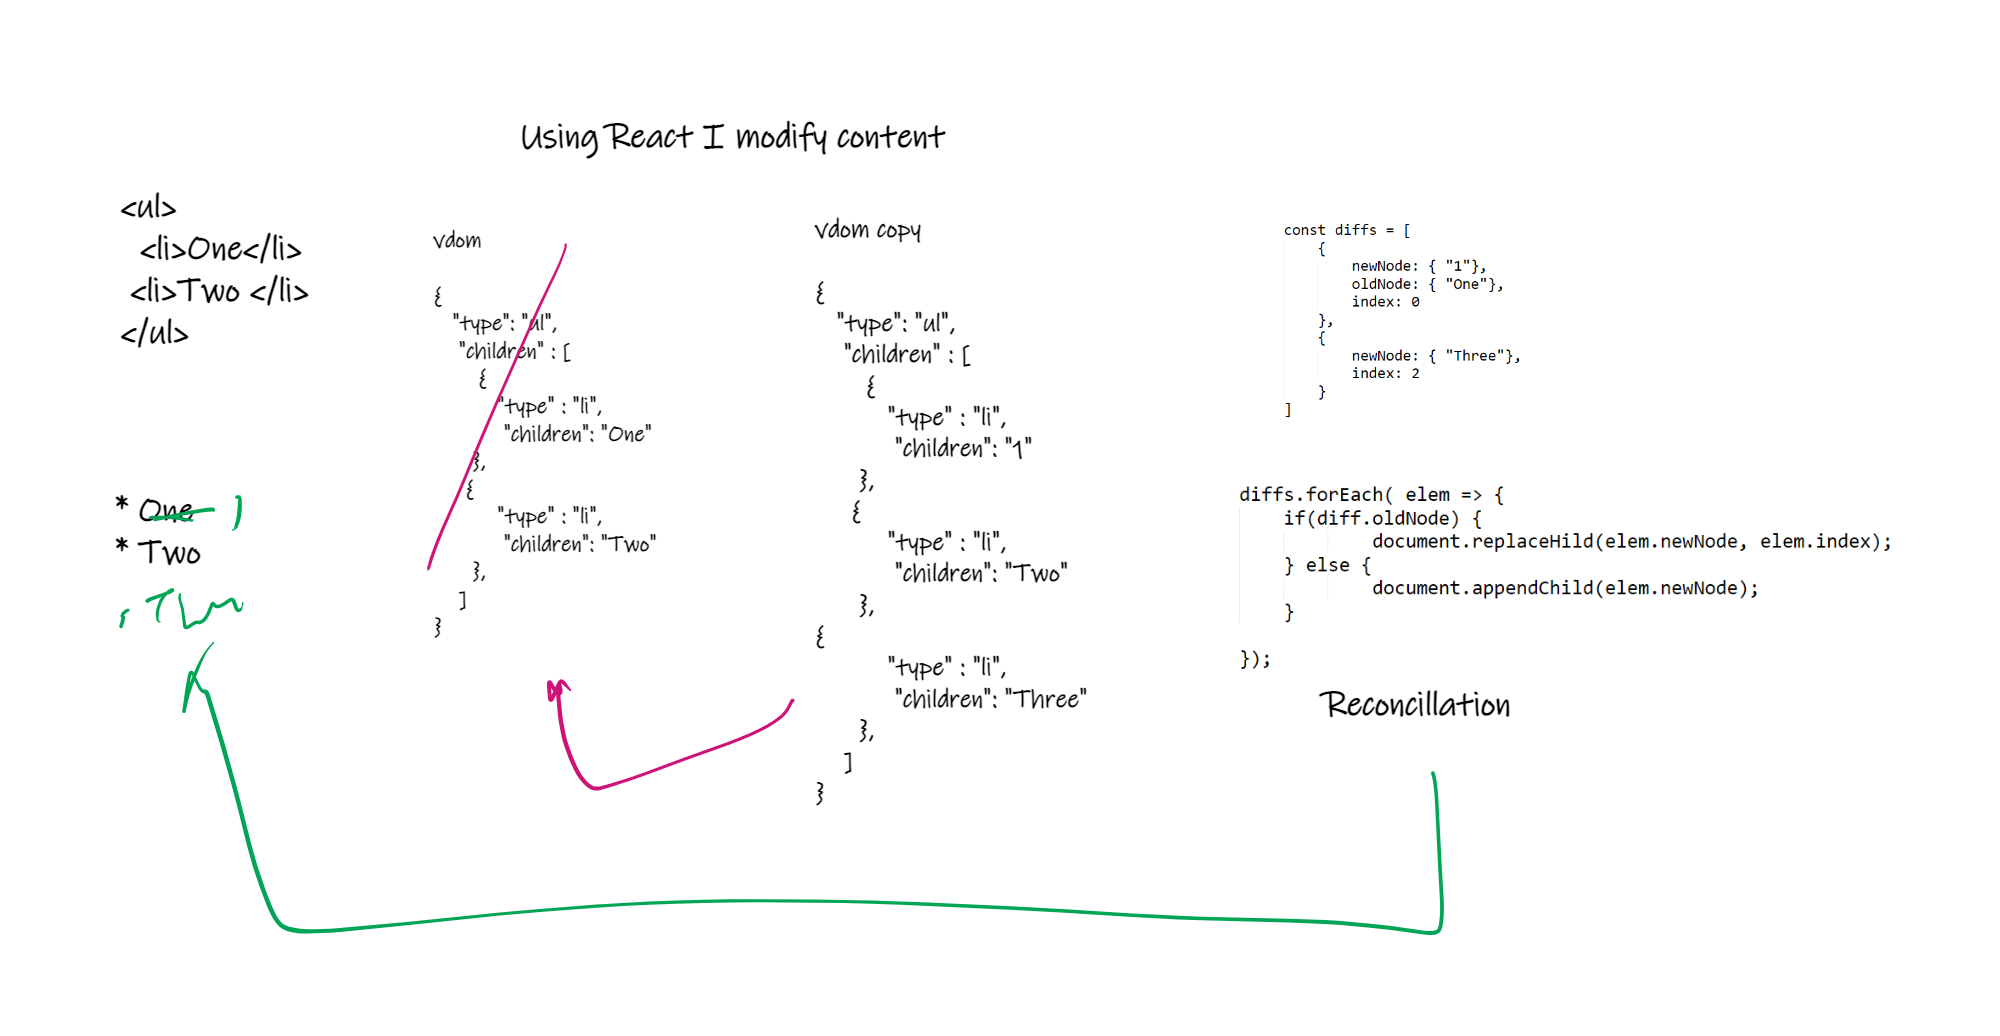 Using React I modify content
<ul>
<li>One</li>
<li>Two </li>
</ul>
* One 1
* Two
vdom
{
"type": "ul",
"children" : [
{
"type" : "li",
"children": "One"
},
{
"type" : "li",
"children": "Two"
},
]
}
vdom copy
{
"type": "ul",
"children" : [
{
"type" : "li",
"children": "1"
},
{
"type" : "li",
"children": "Two"
},
{
"type" : "li",
"children": "Three"
},
]
}
const diffs = [
{
newNode: { "1"},
oldNode: { "One"},
index: 0
},
{
newNode: { "Three"},
index: 2
}
]
diffs.forEach( elem => {
if(diff.oldNode) {
document.replaceHild(elem.newNode, elem.index);
} else {
document.appendChild(elem.newNode);
}
});
Reconcillation